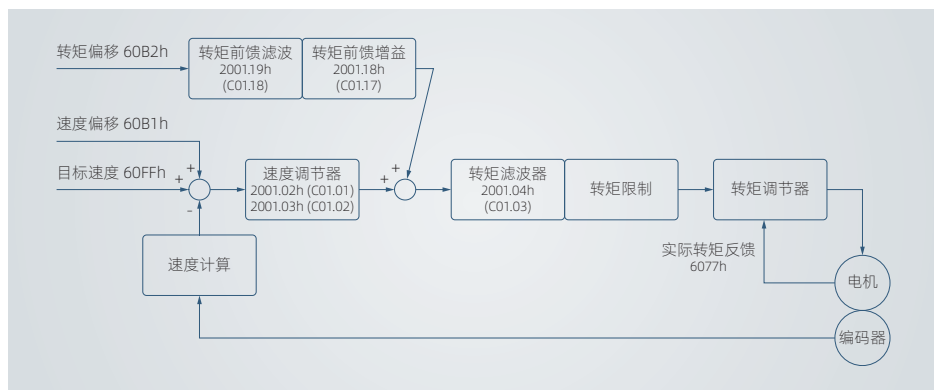 转矩偏移 60B2h
转矩前馈滤波
2001.19h
(C01.18)
转矩前馈增益
2001.18h
(C01.17)
速度偏移 60B1h
目标速度 60FFh
+
+
-
速度调节器
2001.02h (C01.01)
2001.03h (C01.02)
+
+
转矩滤波器
2001.04h
(C01.03)
转矩限制
转矩调节器
速度计算
实际转矩反馈
6077h
电机
编码器